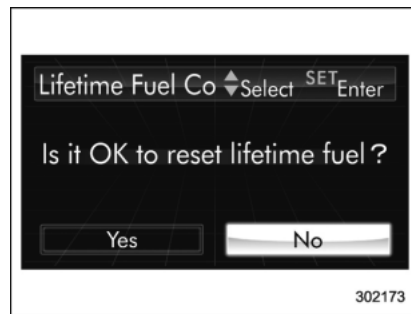 Lifetime Fuel Co Select SET Enter
Is it OK to reset lifetime fuel?
Yes No
302173